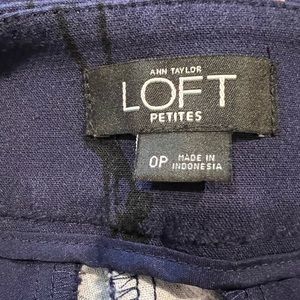 ANN TAYLOR
LOFT
PETITES
0P
MADE IN
INDONESIA